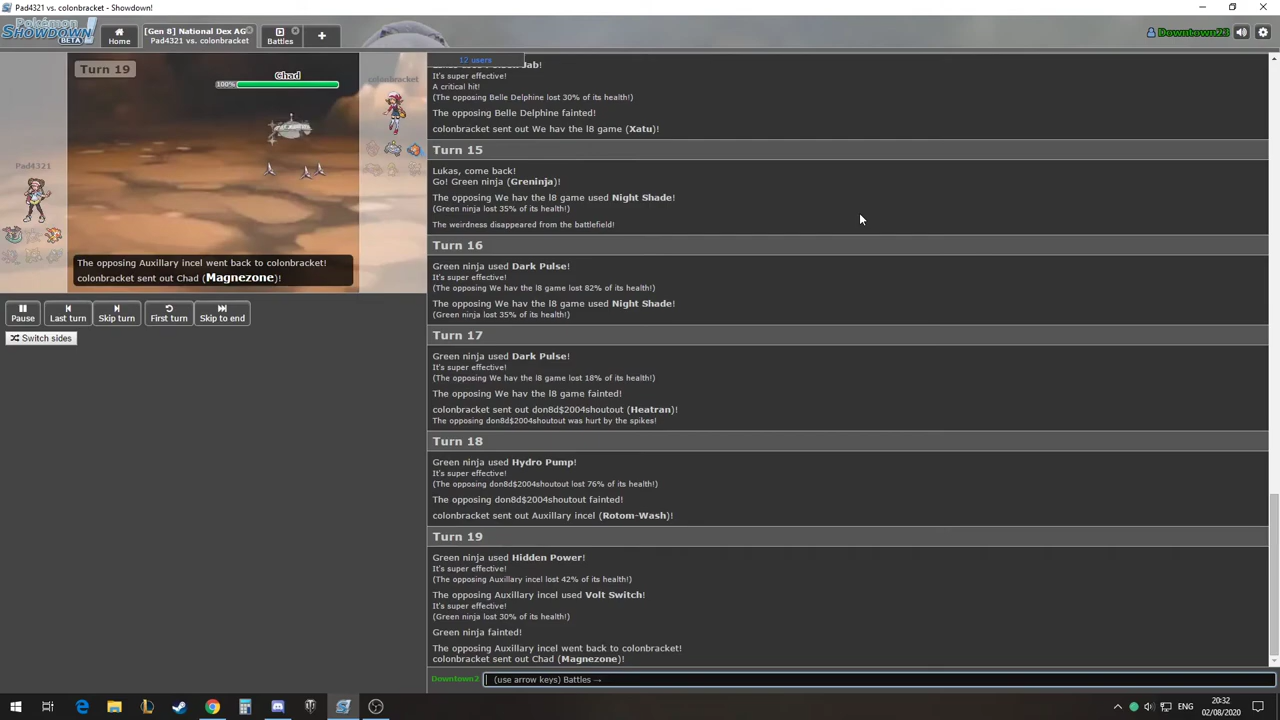 Pad4321 vs. colonbracket - Showdown!
Pokémon
SHOWDOWN!
BETA
Home
[Gen 8] National Dex AG
Pad4321 vs. colonbracket
Battles
Downtown23
12 users
Turn 19
Chad
100%
colonbracket
Pad4321
The opposing Auxillary incel went back to colonbracket!
colonbracket sent out Chad (Magnezone)!
Pause
Last turn
Skip turn
First turn
Skip to end
Switch sides
It's super effective!
A critical hit!
(The opposing Belle Delphine lost 30% of its health!)
The opposing Belle Delphine fainted!
colonbracket sent out We hav the l8 game (Xatu)!
Turn 15
Lukas, come back!
Go! Green ninja (Greninja)!
The opposing We hav the l8 game used Night Shade!
(Green ninja lost 35% of its health!)
The weirdness disappeared from the battlefield!
Turn 16
Green ninja used Dark Pulse!
It's super effective!
(The opposing We hav the l8 game lost 82% of its health!)
The opposing We hav the l8 game used Night Shade!
(Green ninja lost 35% of its health!)
Turn 17
Green ninja used Dark Pulse!
It's super effective!
(The opposing We hav the l8 game lost 18% of its health!)
The opposing We hav the l8 game fainted!
colonbracket sent out don8d$2004shoutout (Heatran)!
The opposing don8d$2004shoutout was hurt by the spikes!
Turn 18
Green ninja used Hydro Pump!
It's super effective!
(The opposing don8d$2004shoutout lost 76% of its health!)
The opposing don8d$2004shoutout fainted!
colonbracket sent out Auxillary incel (Rotom-Wash)!
Turn 19
Green ninja used Hidden Power!
It's super effective!
(The opposing Auxillary incel lost 42% of its health!)
The opposing Auxillary incel used Volt Switch!
It's super effective!
(Green ninja lost 30% of its health!)
Green ninja fainted!
The opposing Auxillary incel went back to colonbracket!
colonbracket sent out Chad (Magnezone)!
Downtown2
(use arrow keys) Battles →
ENG
20:32
02/08/2020